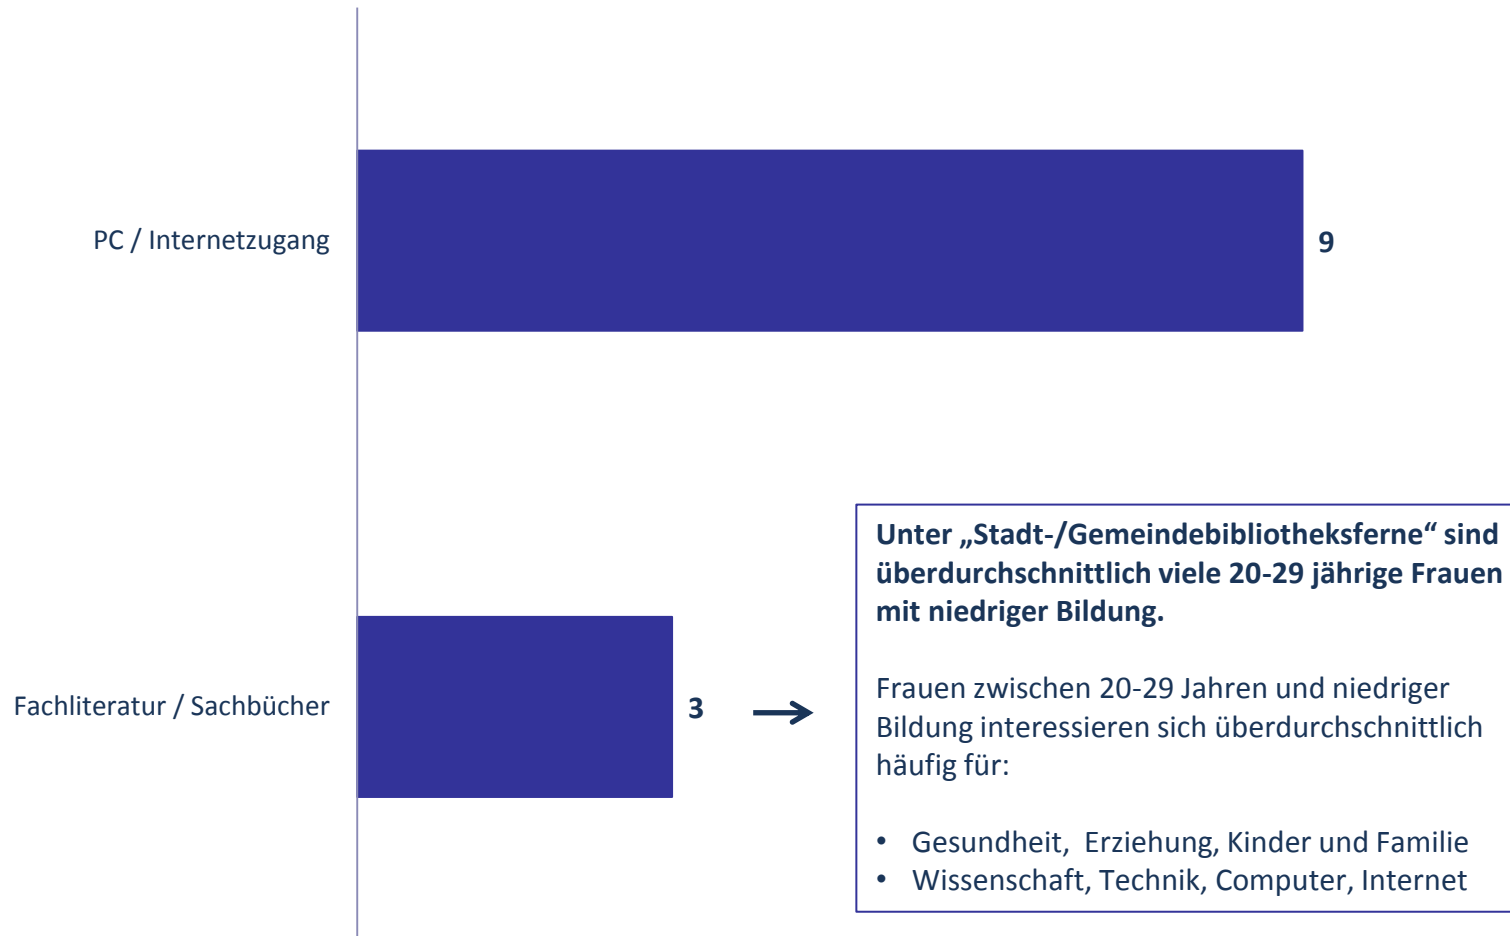 PC / Internetzugang
9
Fachliteratur / Sachbücher
3
Unter „Stadt-/Gemeindebibliotheksferne“ sind
überdurchschnittlich viele 20-29 jährige Frauen
mit niedriger Bildung.
Frauen zwischen 20-29 Jahren und niedriger
Bildung interessieren sich überdurchschnittlich
häufig für:
• Gesundheit, Erziehung, Kinder und Familie
• Wissenschaft, Technik, Computer, Internet